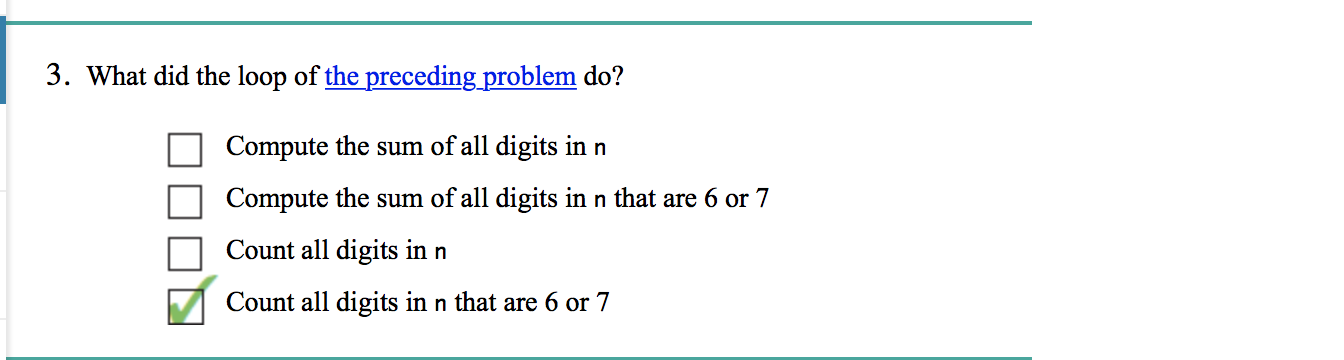 3. What did the loop of the preceding problem do?
Compute the sum of all digits in n
Compute the sum of all digits in n that are 6 or 7
Count all digits in n
Count all digits in n that are 6 or 7